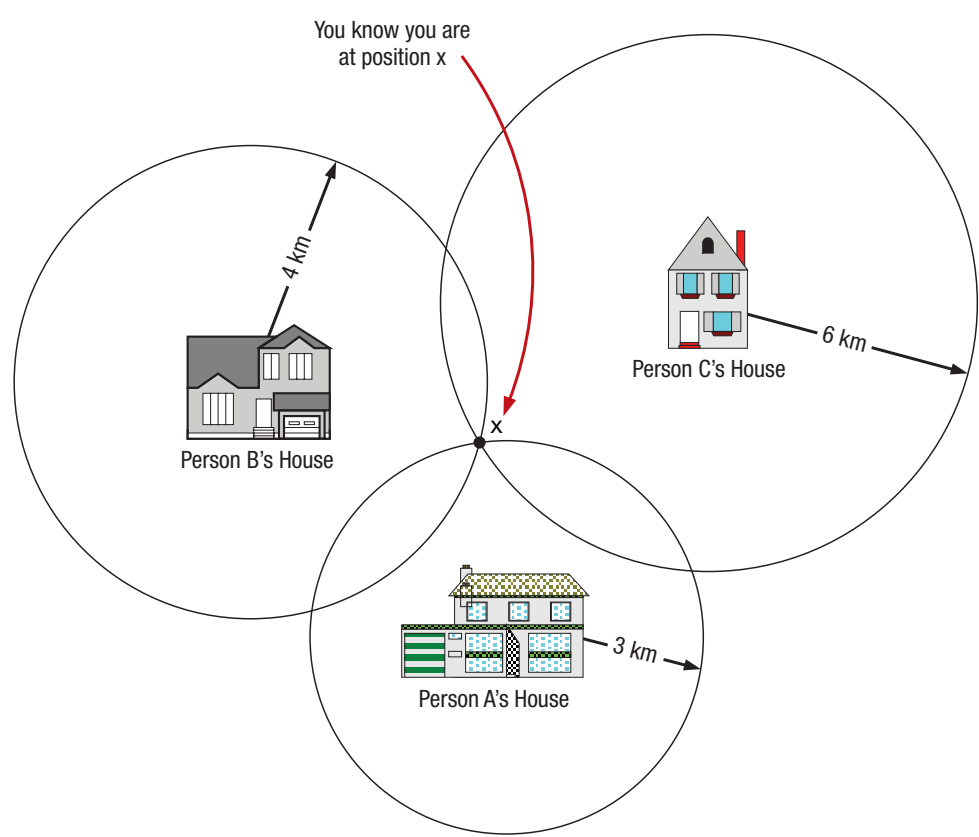 You know you are
at position x
4 km
6 km
Person C's House
x
Person B's House
3 km
Person A's House